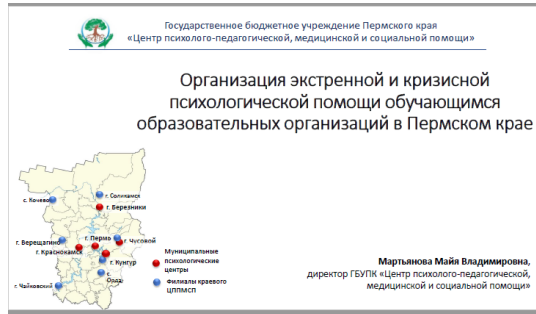 Государственное бюджетное учреждение Пермского края
«Центр психолого-педагогической, медицинской и социальной помощи»
Организация экстренной и кризисной
психологической помощи обучающимся
образовательных организаций в Пермском крае
с. Кочево
г. Соликамск
г. Березники
г. Верещагино
г. Пермь
г. Чусовой
г. Краснокамск
г. Кунгур
с. Орда
г. Чайковский
Муниципальные
психологические
центры
Филиалы краевого
ЦППМСП
Мартьянова Майя Владимировна,
директор ГБУПК «Центр психолого-педагогической,
медицинской и социальной помощи»